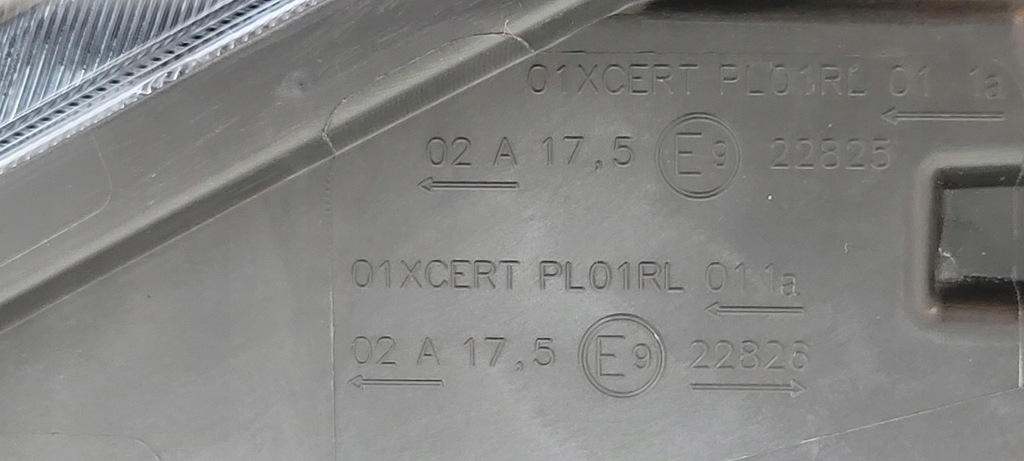 01XCERT PL01RL 01 1a
02 A 17,5 E9 22825
01XCERT PL01RL 01 1a
02 A 17,5 E9 22826